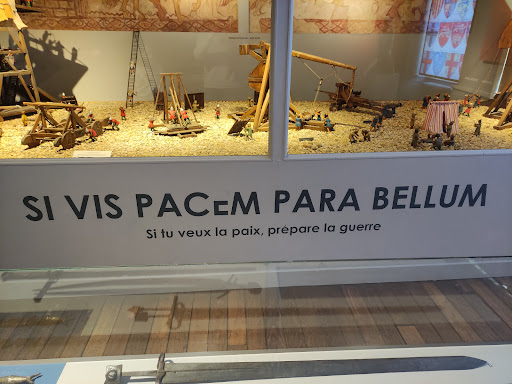 SI VIS PACEM PARA BELLUM
Si tu veux la paix, prépare la guerre